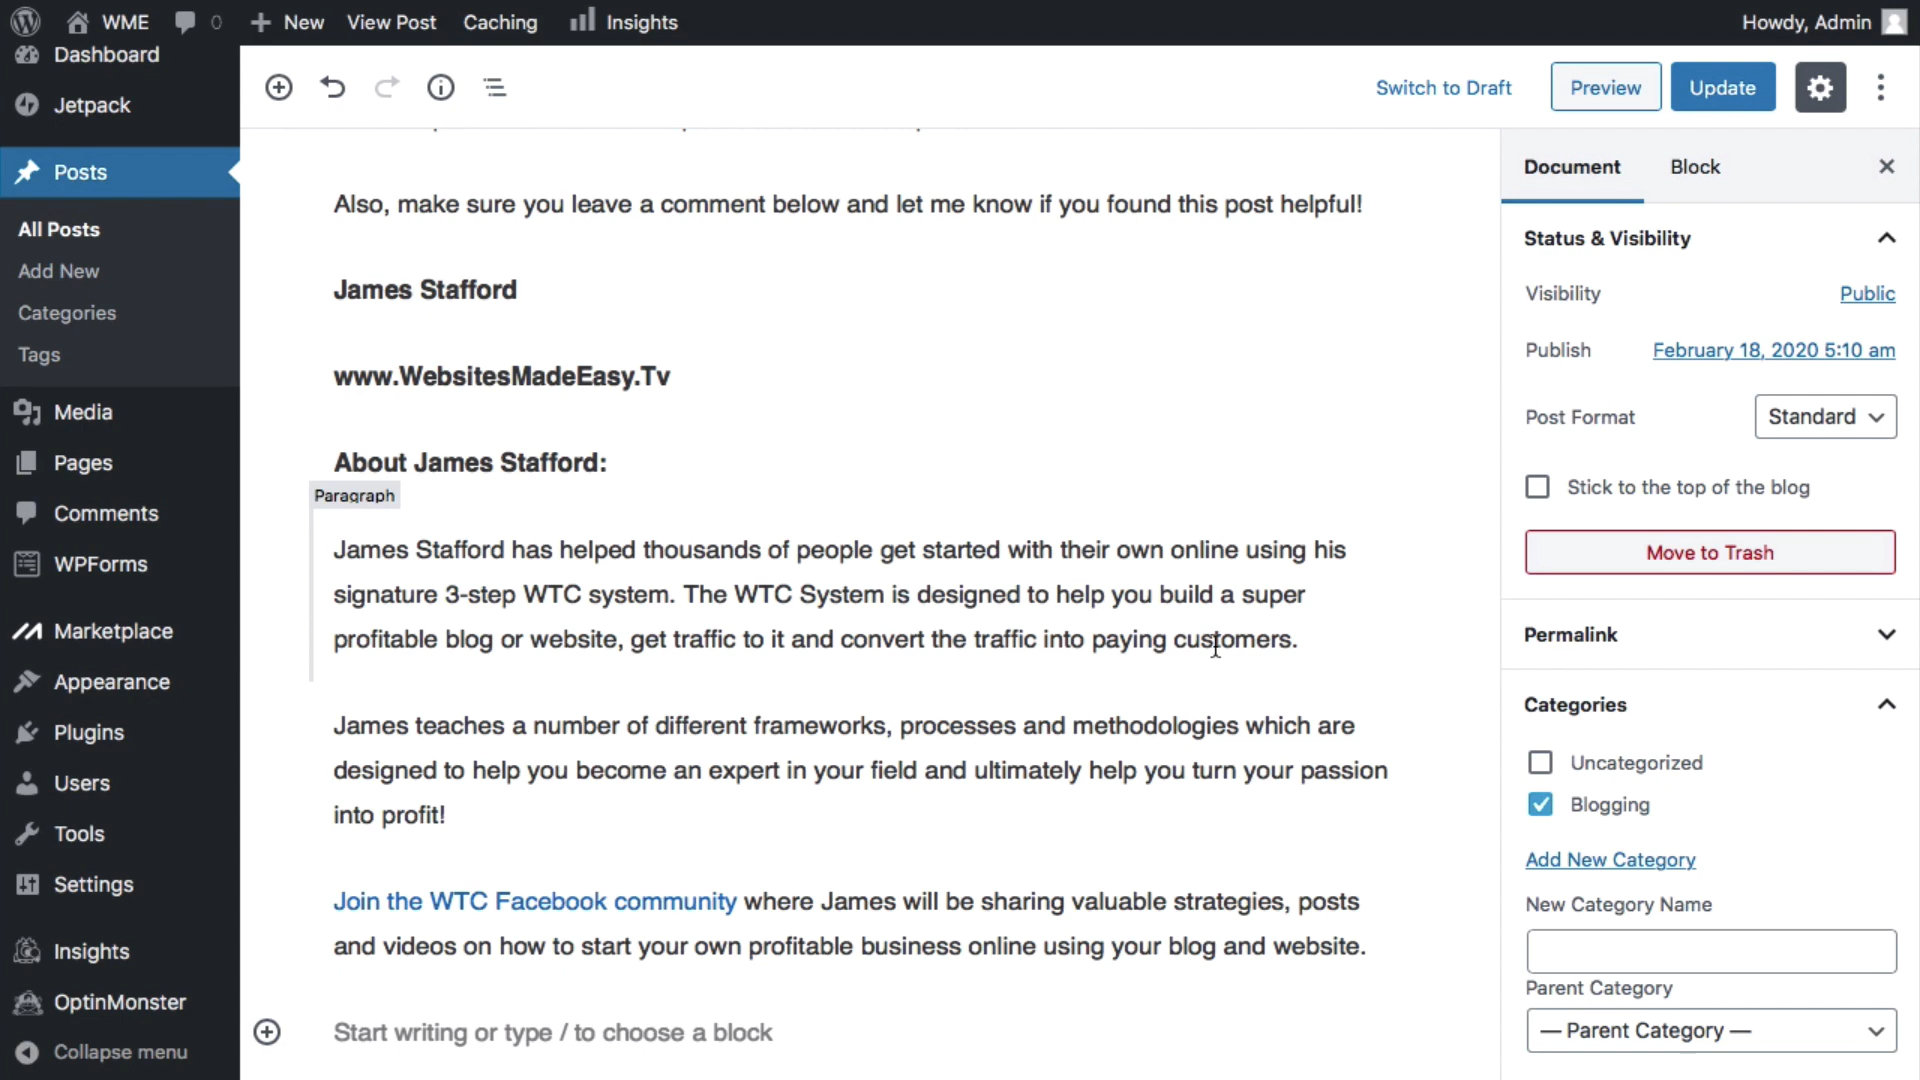 WME
0
New
View Post
Caching
Insights
Howdy, Admin
Dashboard
Jetpack
Posts
All Posts
Add New
Categories
Tags
Media
Pages
Comments
WPForms
Marketplace
Appearance
Plugins
Users
Tools
Settings
Insights
OptinMonster
Collapse menu
Switch to Draft
Preview
Update
Also, make sure you leave a comment below and let me know if you found this post helpful!
James Stafford
www.WebsitesMadeEasy.Tv
About James Stafford:
Paragraph
James Stafford has helped thousands of people get started with their own online using his
signature 3-step WTC system. The WTC System is designed to help you build a super
profitable blog or website, get traffic to it and convert the traffic into paying customers.
James teaches a number of different frameworks, processes and methodologies which are
designed to help you become an expert in your field and ultimately help you turn your passion
into profit!
Join the WTC Facebook community where James will be sharing valuable strategies, posts
and videos on how to start your own profitable business online using your blog and website.
Start writing or type / to choose a block
Document
Block
Status & Visibility
Visibility
Public
Publish
February 18, 2020 5:10 am
Post Format
Standard
Stick to the top of the blog
Move to Trash
Permalink
Categories
Uncategorized
Blogging
Add New Category
New Category Name
Parent Category
— Parent Category —